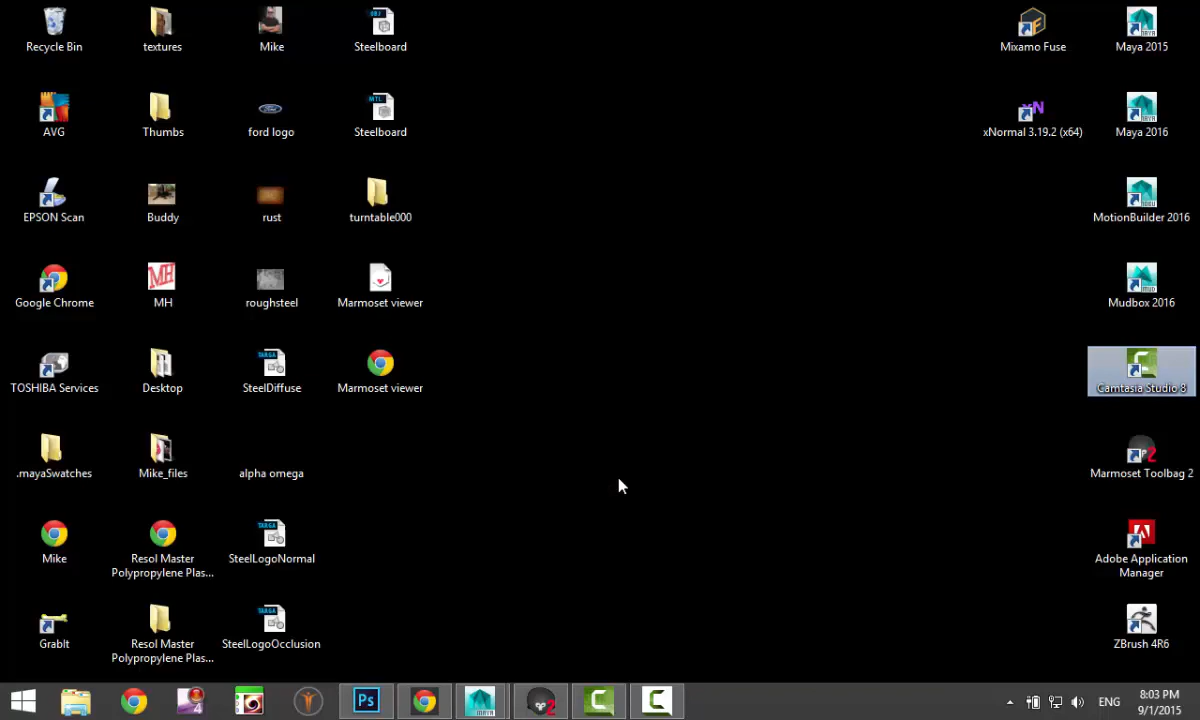 Recycle Bin
textures
Mike
Steelboard
Mixamo Fuse
Maya 2015
AVG
Thumbs
ford logo
Steelboard
xNormal 3.19.2 (x64)
Maya 2016
EPSON Scan
Buddy
rust
turntable000
MotionBuilder 2016
Google Chrome
MH
roughsteel
Marmoset viewer
Mudbox 2016
TOSHIBA Services
Desktop
SteelDiffuse
Marmoset viewer
Camtasia Studio 8
.mayaSwatches
Mike_files
alpha omega
Marmoset Toolbag 2
Mike
Resol Master
Polypropylene Plas...
SteelLogoNormal
Adobe Application
Manager
GrabIt
Resol Master
Polypropylene Plas...
SteelLogoOcclusion
ZBrush 4R6
Ps
MAYA
ENG
8:03 PM
9/1/2015